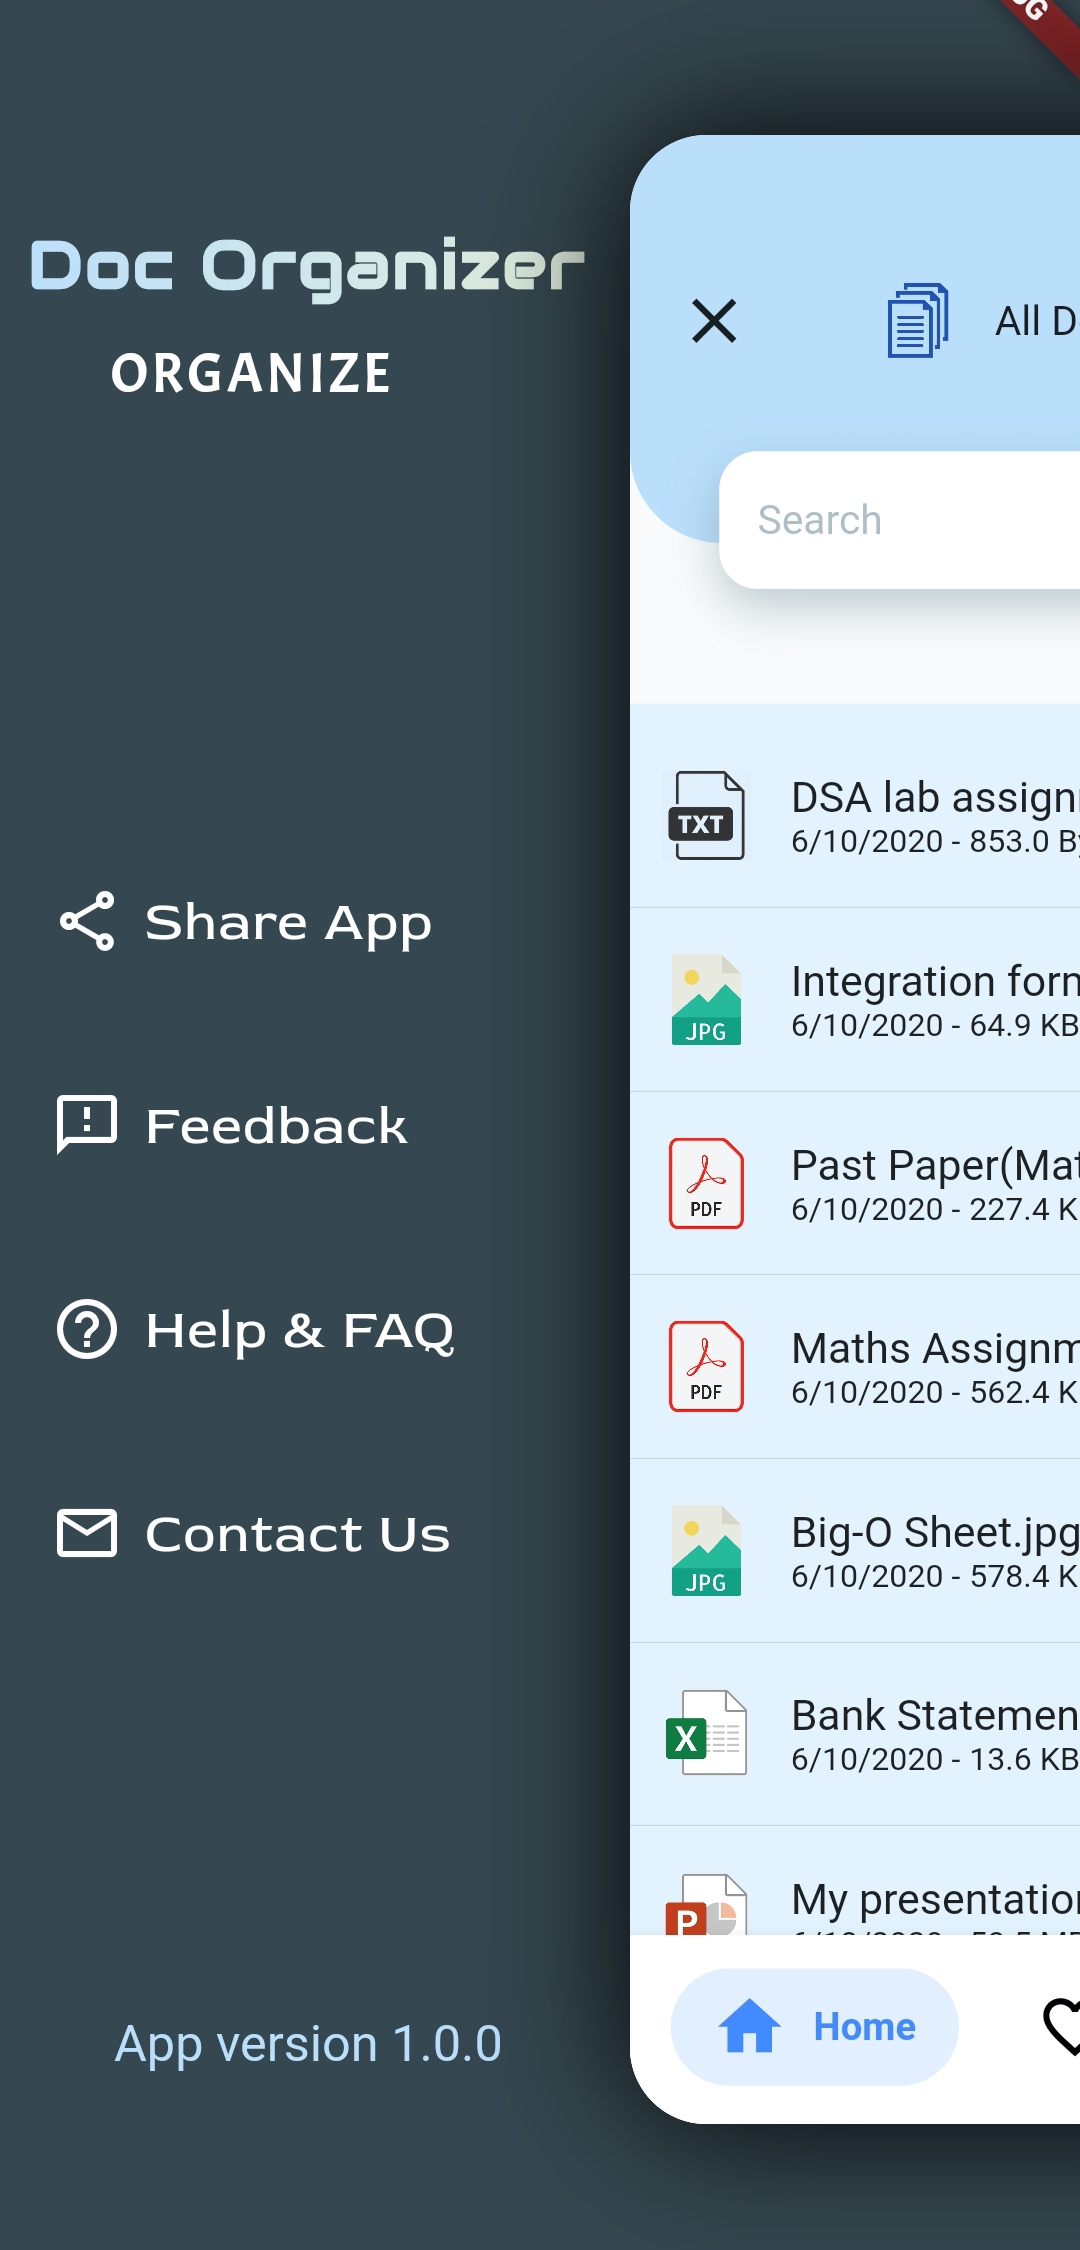 Doc Organizer
ORGANIZE
Share App
Feedback
Help & FAQ
Contact Us
App version 1.0.0
All D
Search
TXT
DSA lab assign
6/10/2020 - 853.0 B
JPG
Integration for
6/10/2020 - 64.9 KB
PDF
Past Paper(Mat
6/10/2020 - 227.4 K
PDF
Maths Assignm
6/10/2020 - 562.4 K
JPG
Big-O Sheet.jpg
6/10/2020 - 578.4 K
X
Bank Statemen
6/10/2020 - 13.6 KB
P
My presentatio
Home